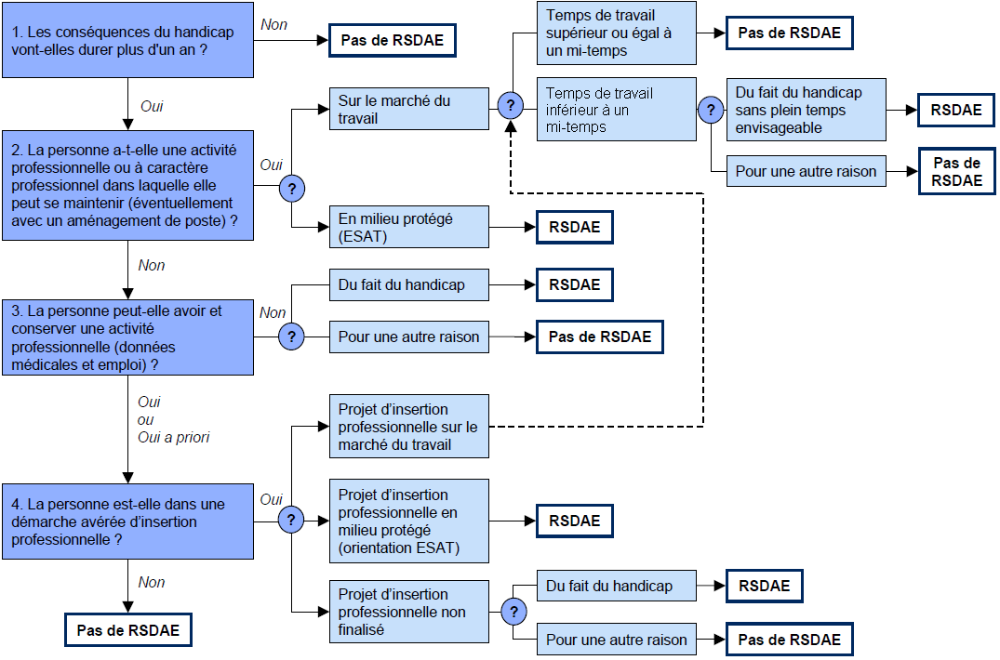 1. Les conséquences du handicap
vont-elles durer plus d'un an ?
Non
Pas de RSDAE
Oui
2. La personne a-t-elle une activité
professionnelle ou à caractère
professionnel dans laquelle elle
peut se maintenir (éventuellement
avec un aménagement de poste) ?
Oui
?
Sur le marché du
travail
?
Temps de travail
supérieur ou égal à
un mi-temps
Pas de RSDAE
Temps de travail
inférieur à un
mi-temps
?
Du fait du handicap
sans plein temps
envisageable
RSDAE
Pour une autre raison
Pas de
RSDAE
En milieu protégé
(ESAT)
RSDAE
Non
3. La personne peut-elle avoir et
conserver une activité
professionnelle (données
médicales et emploi) ?
Non
?
Du fait du handicap
RSDAE
Pour une autre raison
Pas de RSDAE
Oui
ou
Oui a priori
4. La personne est-elle dans une
démarche avérée d’insertion
professionnelle ?
Oui
?
Projet d’insertion
professionnelle sur le
marché du travail
Projet d’insertion
professionnelle en
milieu protégé
(orientation ESAT)
RSDAE
Projet d’insertion
professionnelle non
finalisé
?
Du fait du handicap
RSDAE
Pour une autre raison
Pas de RSDAE
Non
Pas de RSDAE